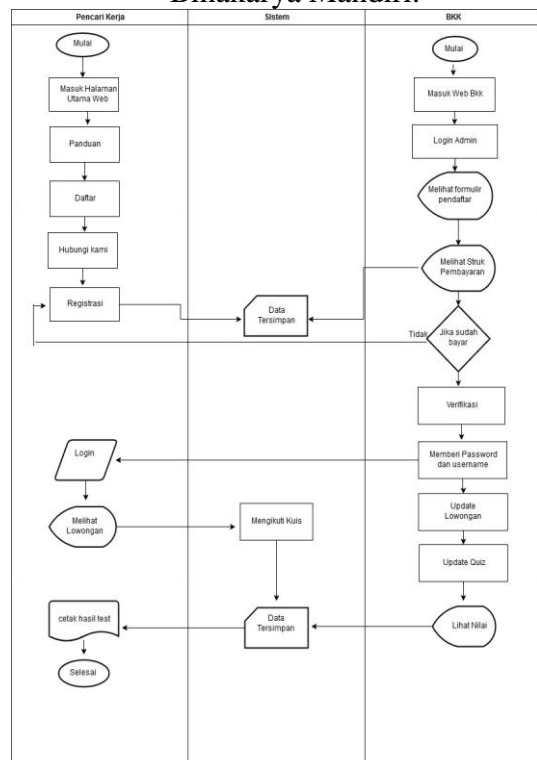 Binakarya Mandiri.
Pencari Kerja
SIstem
BKK
Mulai
Masuk Halaman
Utama Web
Panduan
Daftar
Hubungi kami
Registrasi
Data
Tersimpan
Mulai
Masuk Web Bkk
Login Admin
Melihat formulir
pendaftar
Melihat Struk
Pembayaran
Tidak
Jika sudah
bayar
Verifikasi
Memberi Password
dan username
Login
Melihat
Lowongan
Mengikuti Kuis
Update
Lowongan
Update Quiz
Lihat Nilai
Data
Tersimpan
cetak hasil test
Selesai